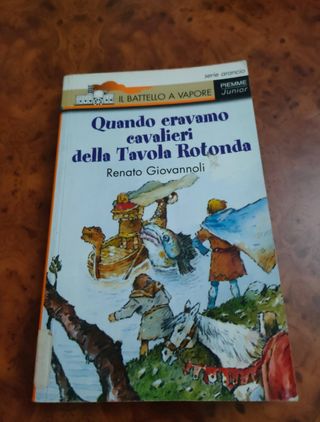 serie arancio
IL BATTELLO A VAPORE
PIEMME
Junior
Quando eravamo
cavalieri
della Tavola Rotonda
Renato Giovannoli